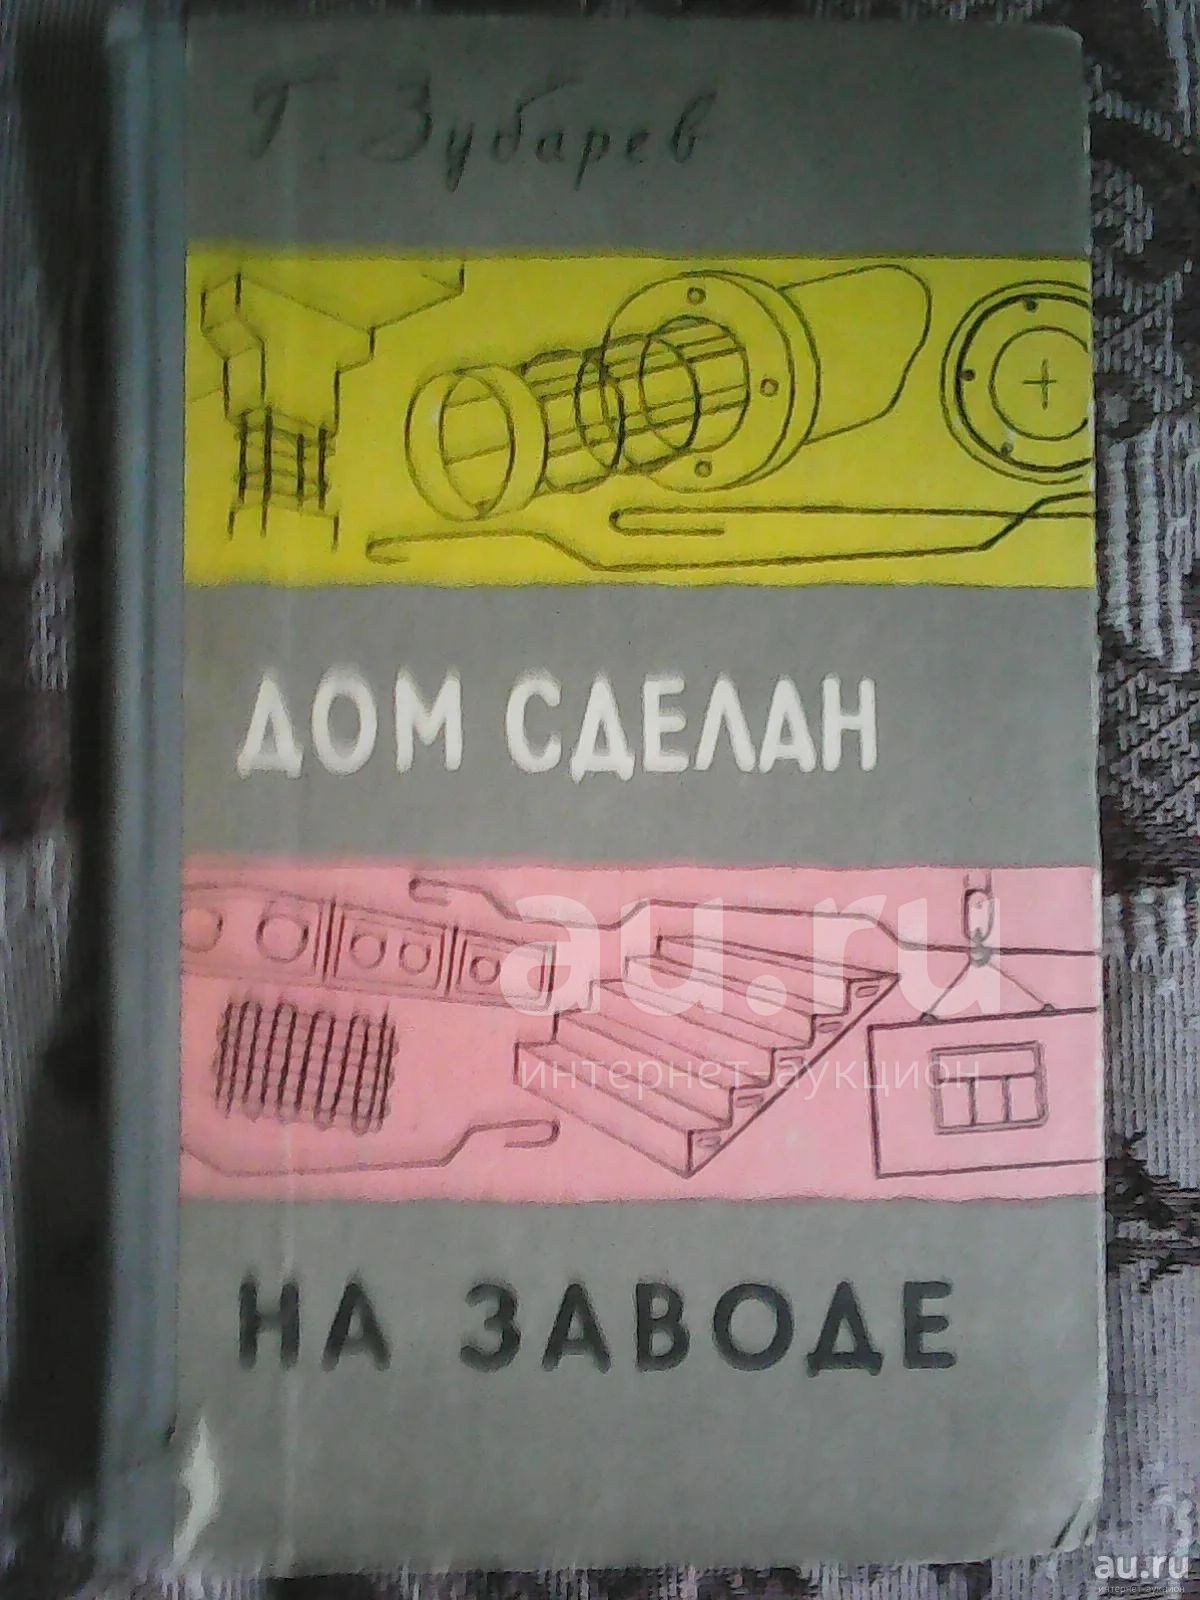 Г. Зубарев
ДОМ СДЕЛАН
au.ru
интернет-аукцион
НА ЗАВОДЕ
au.ru
интернет-аукцион